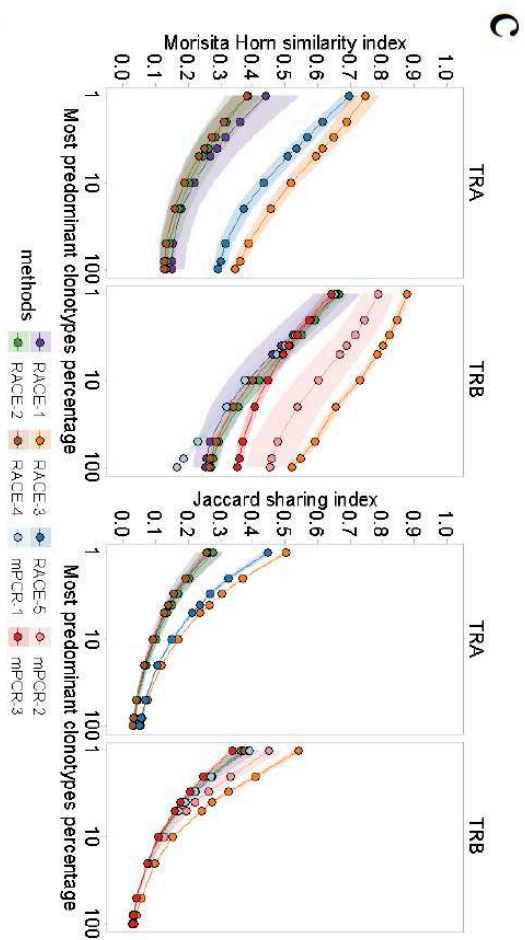 C
TRA TRB TRA TRB
Morisita Horn similarity index
1.0
0.9
0.8
0.7
0.6
0.5
0.4
0.3
0.2
0.1
0.0
1 10 100 1 10 100
Most predominant clonotypes percentage
Jaccard sharing index
1.0
0.9
0.8
0.7
0.6
0.5
0.4
0.3
0.2
0.1
0.0
1 10 100 1 10 100
Most predominant clonotypes percentage
methods
RACE-1 RACE-3 RACE-5 mPCR-2
RACE-2 RACE-4 mPCR-1 mPCR-3